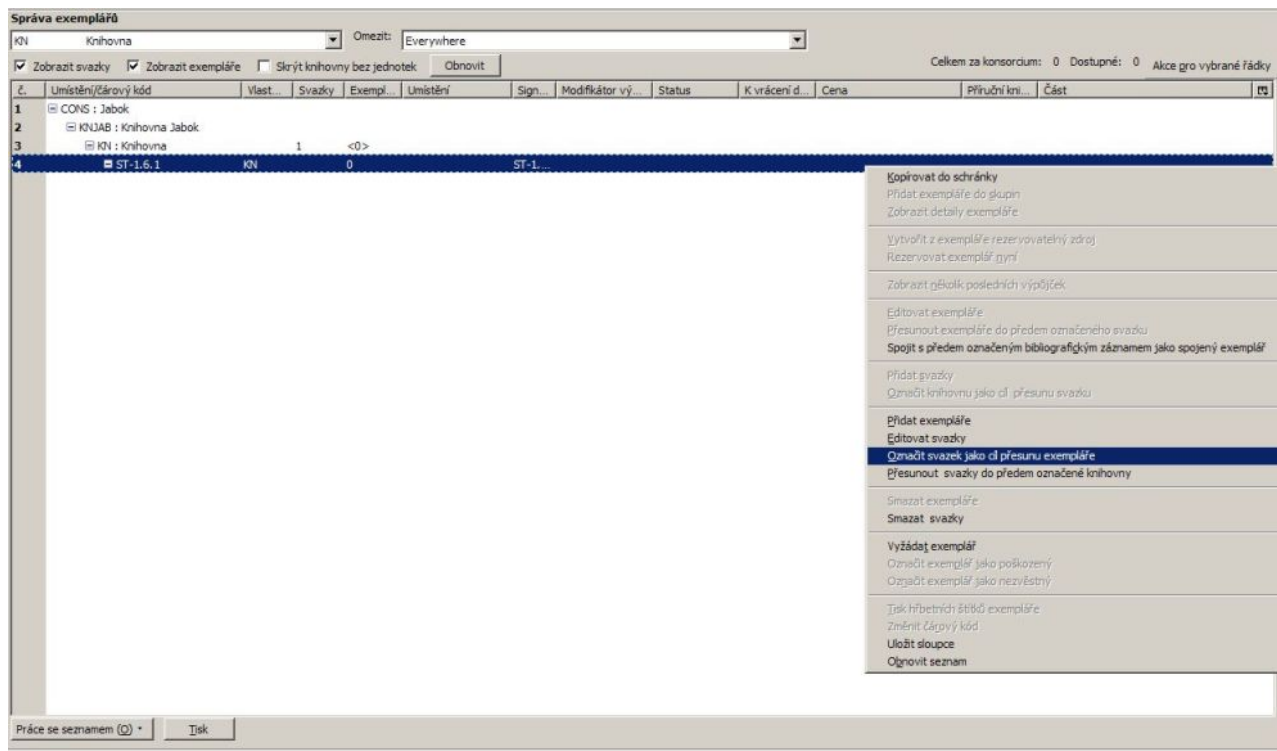 Správa exemplářů
KN Knihovna Omezit: Everywhere
Zobrazit svazky Zobrazit exempláře Skrýt knihovny bez jednotek Obnovit Celkem za konsorcium: 0 Dostupné: 0 Akce pro vybrané řádky
č. Umístění/čárový kód Vlast... Svazky Exempl... Umístění Sign... Modifikátor vý... Status K vrácení d... Cena Příruční kni... Část
1 CONS : Jabok
2 KNJAB : Knihovna Jabok
3 KN : Knihovna 1 <0>
4 ST-1.6.1 KN 0 ST-1....
Kopírovat do schránky
Přidat exempláře do skupin
Zobrazit detaily exempláře
Vytvořit z exempláře rezervovatelný zdroj
Rezervovat exemplář nyní
Zobrazit několik posledních výpůjček
Editovat exempláře
Přesunout exempláře do předem označeného svazku
Spojit s předem označeným bibliografickým záznamem jako spojený exemplář
Přidat svazky
Označit knihovnu jako cíl přesunu svazku
Přidat exempláře
Editovat svazky
Označit svazek jako cíl přesunu exempláře
Přesunout svazky do předem označené knihovny
Smazat exempláře
Smazat svazky
Vyžádat exemplář
Označit exemplář jako poškozený
Označit exemplář jako nezvěstný
Tisk hřbetních štítků exempláře
Změnit čárový kód
Uložit sloupce
Obnovit seznam
Práce se seznamem (O) Tisk